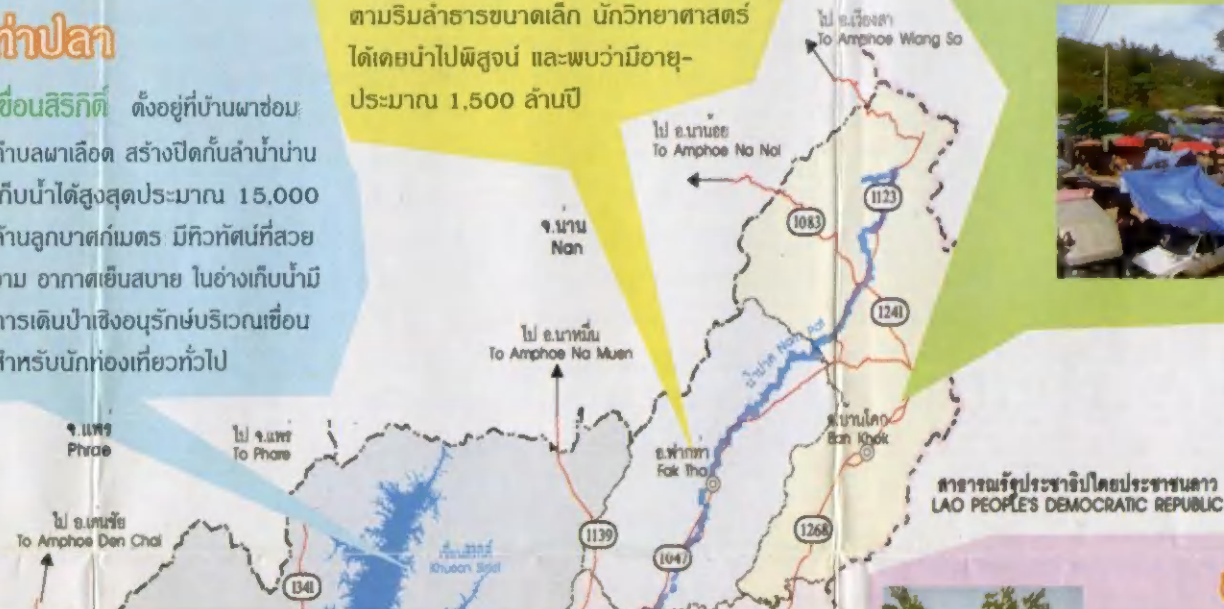 ท่าปลา
เขื่อนสิริกิติ์ ตั้งอยู่ที่บ้านผาซ่อม
ตำบลผาเลือด สร้างปิดกั้นลำน้ำน่าน
เก็บน้ำได้สูงสุดประมาณ 15,000
ล้านลูกบาศก์เมตร มีทิวทัศน์ที่สวย
งาม อากาศเย็นสบาย ในอ่างเก็บน้ำมี
การเดินป่าเชิงอนุรักษ์บริเวณเขื่อน
สำหรับนักท่องเที่ยวทั่วไป
ตามริมลำธารขนาดเล็ก นักวิทยาศาสตร์
ได้เคยนำไปพิสูจน์ และพบว่ามีอายุ-
ประมาณ 1,500 ล้านปี
ไป อ.เวียงสา
To Amphoe Wiang Sa
ไป อ.นาน้อย
To Amphoe Na Noi
1123
1083
จ.น่าน
Nan
1241
ไป อ.นาหมื่น
To Amphoe Na Muen
น้ำปาด Nam Pat
จ.แพร่
Phrae
ไป จ.แพร่
To Phare
อ.ฟากท่า
Fak Tha
อ.บ้านโคก
Ban Khok
สาธารณรัฐประชาธิปไตยประชาชนลาว
LAO PEOPLE'S DEMOCRATIC REPUBLIC
ไป อ.เด่นชัย
To Amphoe Den Chai
1139
1268
1047
เขื่อนสิริกิติ์
Khuean Sirikit
1341